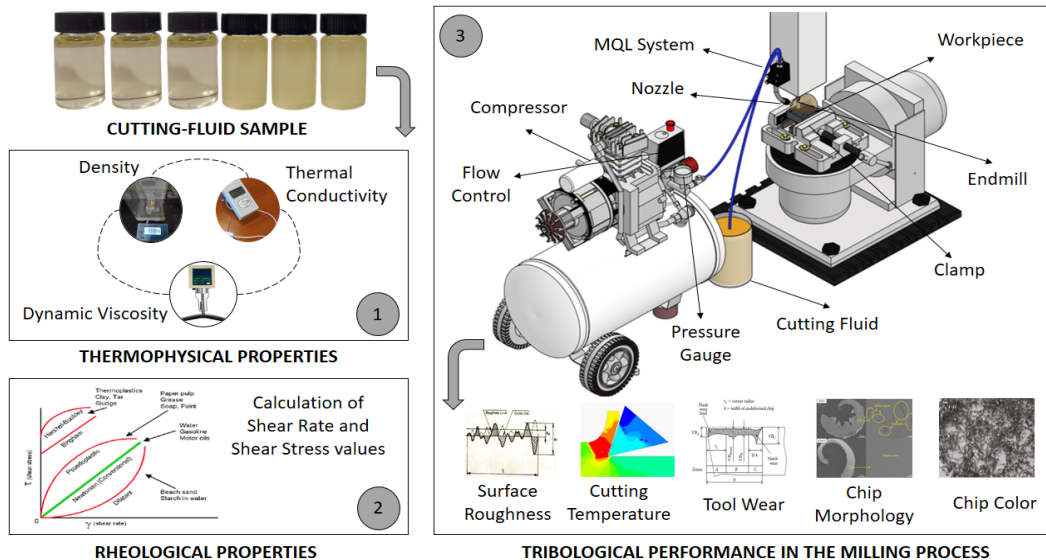 CUTTING-FLUID SAMPLE
Density
Thermal
Conductivity
Dynamic Viscosity
1
THERMOPHYSICAL PROPERTIES
Thermoplastics
Clay, Tar
Sludge
Paper pulp
Grease
Soap, Paint
Water
Gasoline
Motor oils
Hershel-Buckley
Bingham
Pseudoplastic
Newtonian (Conventional)
Dilatant
Beach sand
Starch in water
τ (shear stress)
0
γ (shear rate)
Calculation of
Shear Rate and
Shear Stress values
2
RHEOLOGICAL PROPERTIES
3
MQL System
Workpiece
Nozzle
Compressor
Flow
Control
Endmill
Clamp
Pressure
Gauge
Cutting Fluid
Surface
Roughness
Cutting
Temperature
Tool Wear
Chip
Morphology
Chip Color
TRIBOLOGICAL PERFORMANCE IN THE MILLING PROCESS